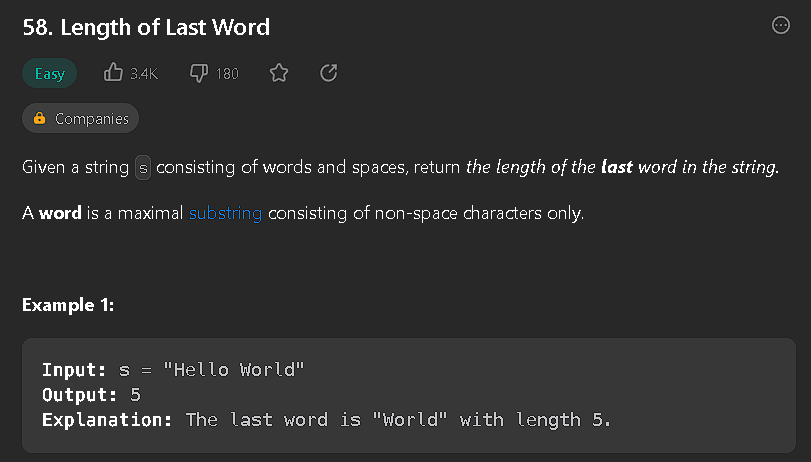 58. Length of Last Word
Easy 3.4K 180
Companies
Given a string s consisting of words and spaces, return the length of the last word in the string.
A word is a maximal substring consisting of non-space characters only.
Example 1:
Input: s = "Hello World"
Output: 5
Explanation: The last word is "World" with length 5.